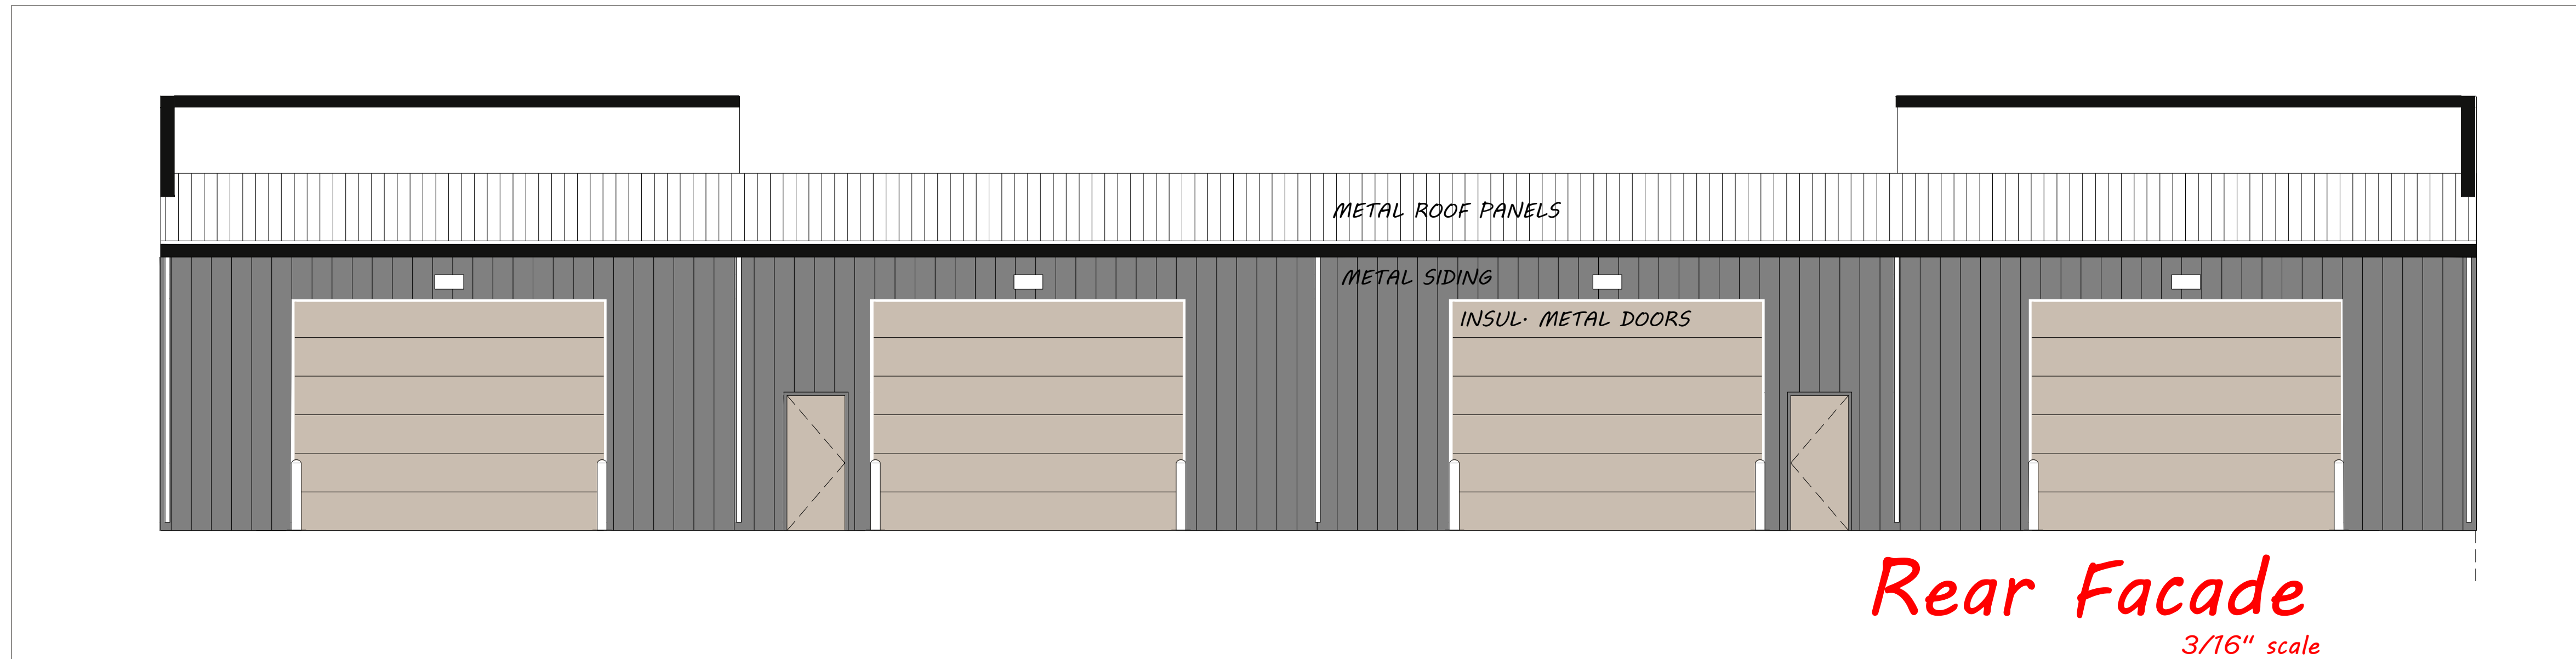 METAL ROOF PANELS
METAL SIDING
INSUL. METAL DOORS
Rear Facade
3/16" scale